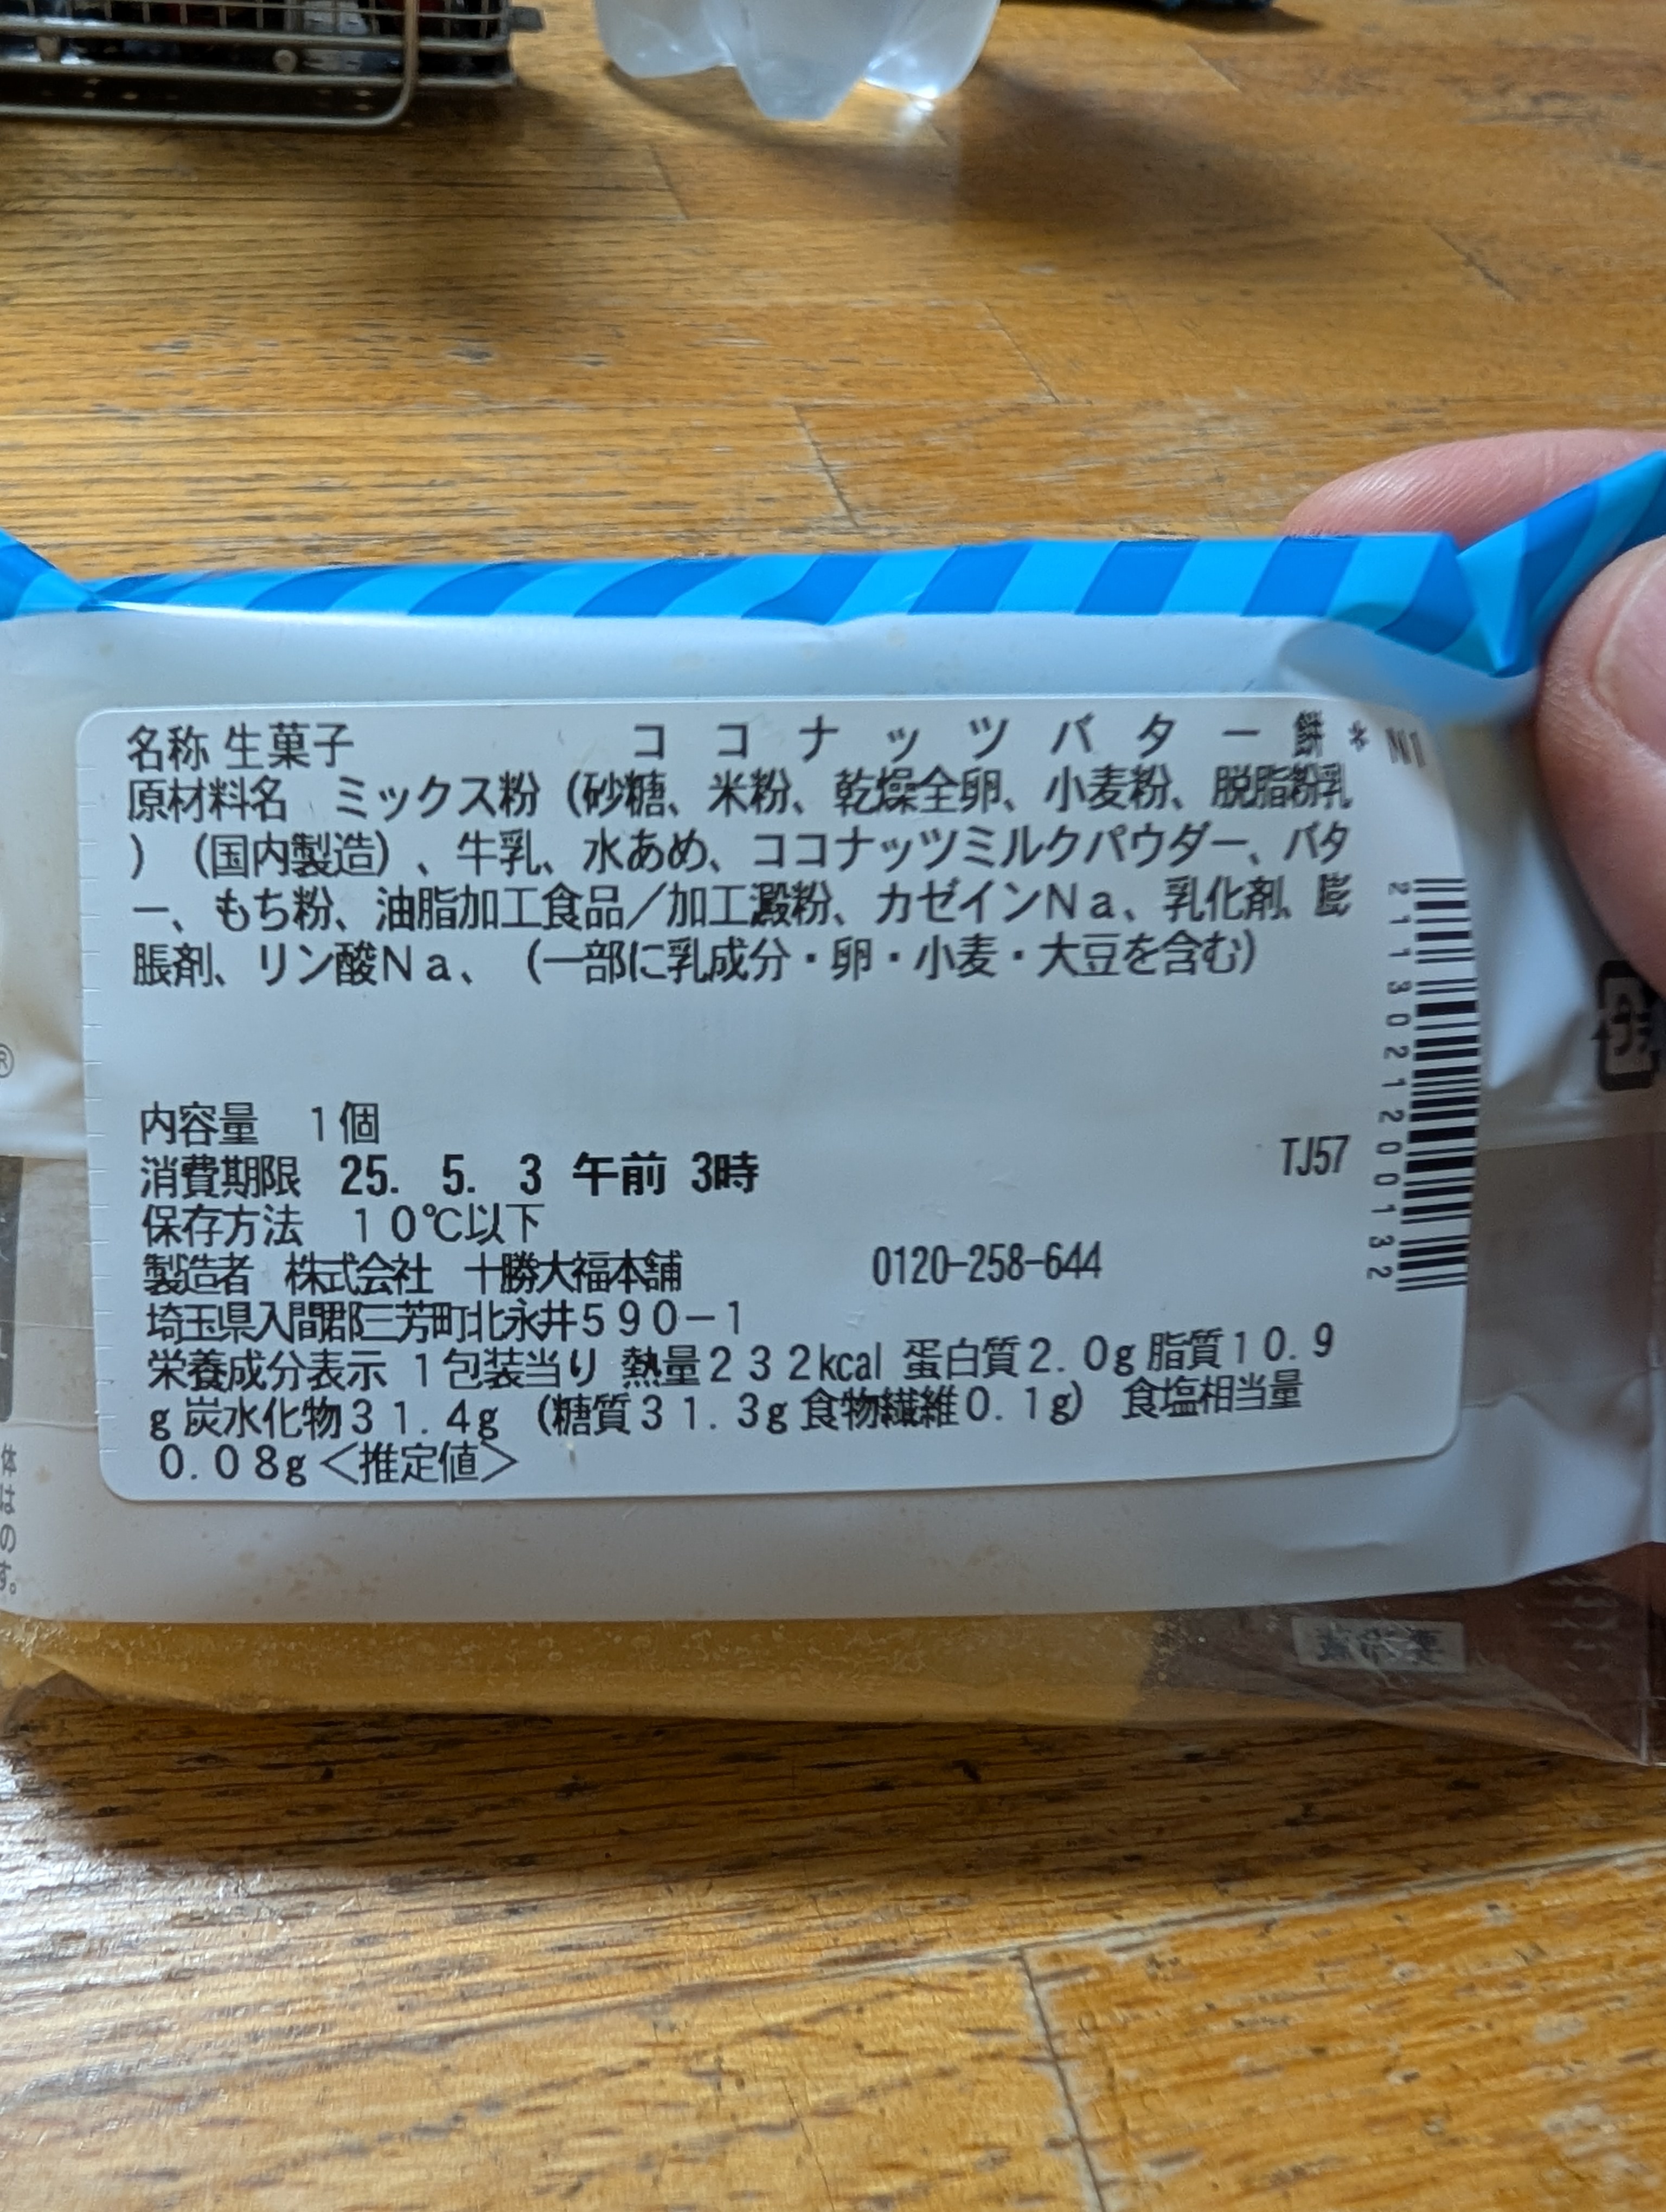 名称 生菓子 ココナッツバター餅* N1
原材料名 ミックス粉（砂糖、米粉、乾燥全卵、小麦粉、脱脂粉乳
）（国内製造）、牛乳、水あめ、ココナッツミルクパウダー、バタ
ー、もち粉、油脂加工食品／加工澱粉、カゼインＮａ、乳化剤、膨
脹剤、リン酸Ｎａ、（一部に乳成分・卵・小麦・大豆を含む）
内容量 １個
消費期限 25. 5. 3 午前 3時
TJ57
保存方法 １０℃以下
製造者 株式会社 十勝大福本舗 0120-258-644
埼玉県入間郡三芳町北永井５９０－１
栄養成分表示 １包装当り 熱量２３２kcal 蛋白質２.０g 脂質１０.９
g 炭水化物３１.４g （糖質３１.３g 食物繊維０.１g） 食塩相当量
０.０８g＜推定値＞
2113021200132
®
体
は
の
す。